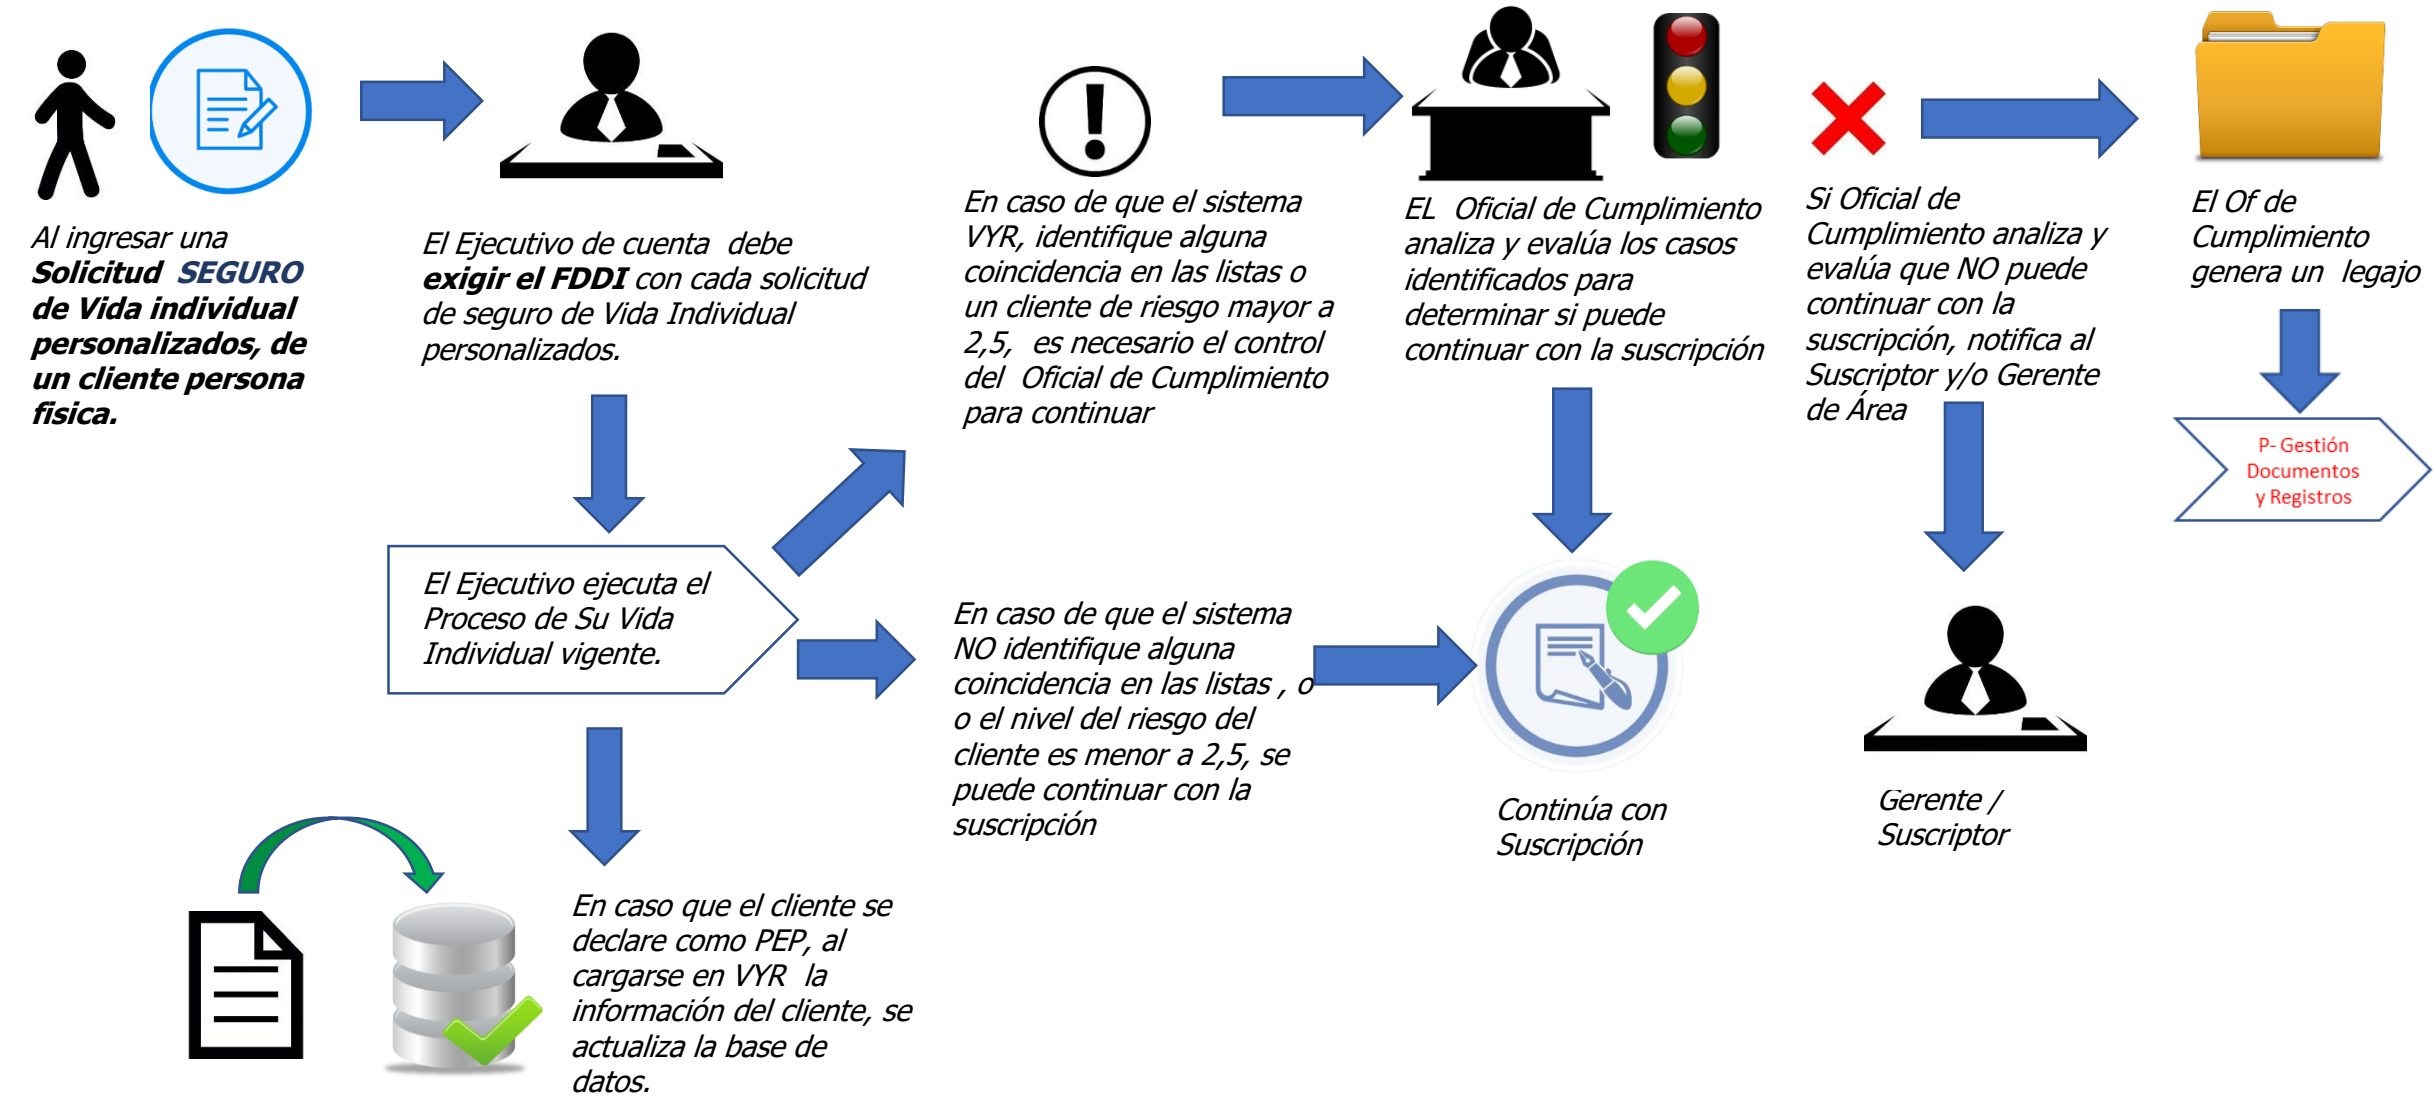 Al ingresar una
Solicitud SEGURO
de Vida individual
personalizados, de
un cliente persona
fisica.
El Ejecutivo de cuenta debe
exigir el FDDI con cada solicitud
de seguro de Vida Individual
personalizados.
El Ejecutivo ejecuta el
Proceso de Su Vida
Individual vigente.
En caso que el cliente se
declare como PEP, al
cargarse en VYR la
información del cliente, se
actualiza la base de
datos.
En caso de que el sistema
VYR, identifique alguna
coincidencia en las listas o
un cliente de riesgo mayor a
2,5, es necesario el control
del Oficial de Cumplimiento
para continuar
En caso de que el sistema
NO identifique alguna
coincidencia en las listas , o
o el nivel del riesgo del
cliente es menor a 2,5, se
puede continuar con la
suscripción
EL Oficial de Cumplimiento
analiza y evalúa los casos
identificados para
determinar si puede
continuar con la suscripción
Continúa con
Suscripción
Si Oficial de
Cumplimiento analiza y
evalúa que NO puede
continuar con la
suscripción, notifica al
Suscriptor y/o Gerente
de Área
Gerente /
Suscriptor
El Of de
Cumplimiento
genera un legajo
P- Gestión
Documentos
y Registros